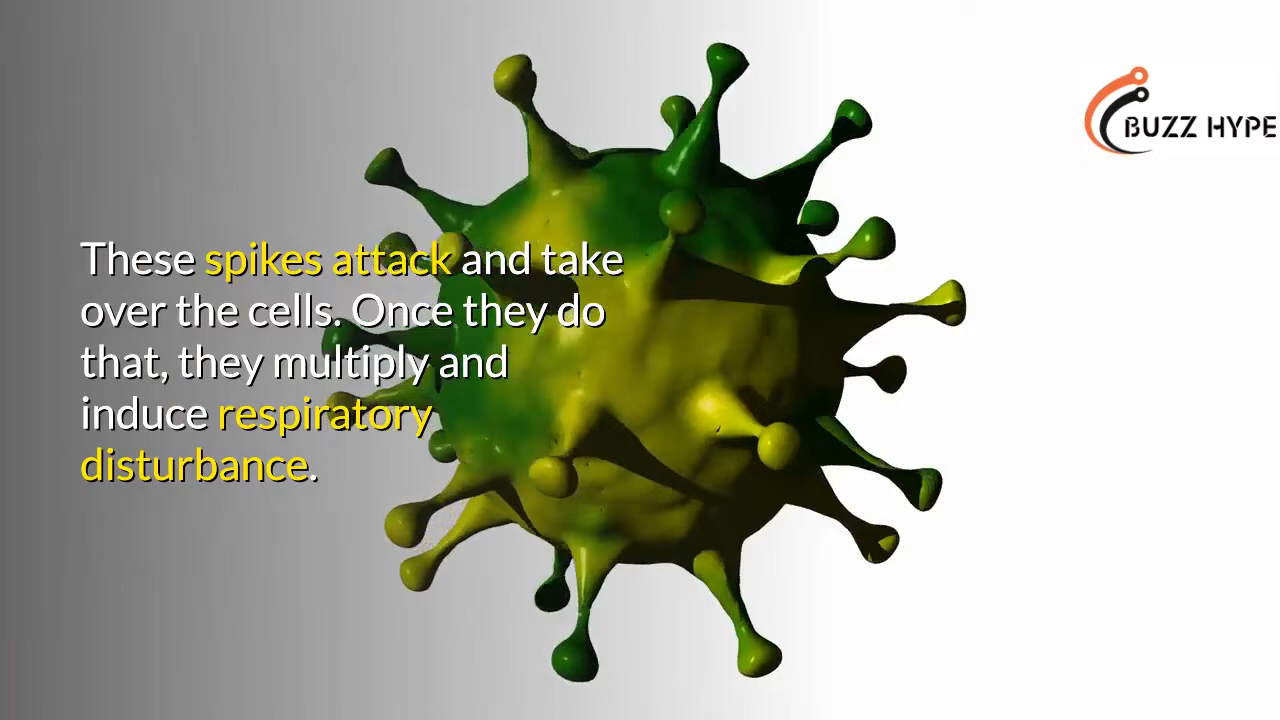 BUZZ HYPE
These spikes attack and take
over the cells. Once they do
that, they multiply and
induce respiratory
disturbance.